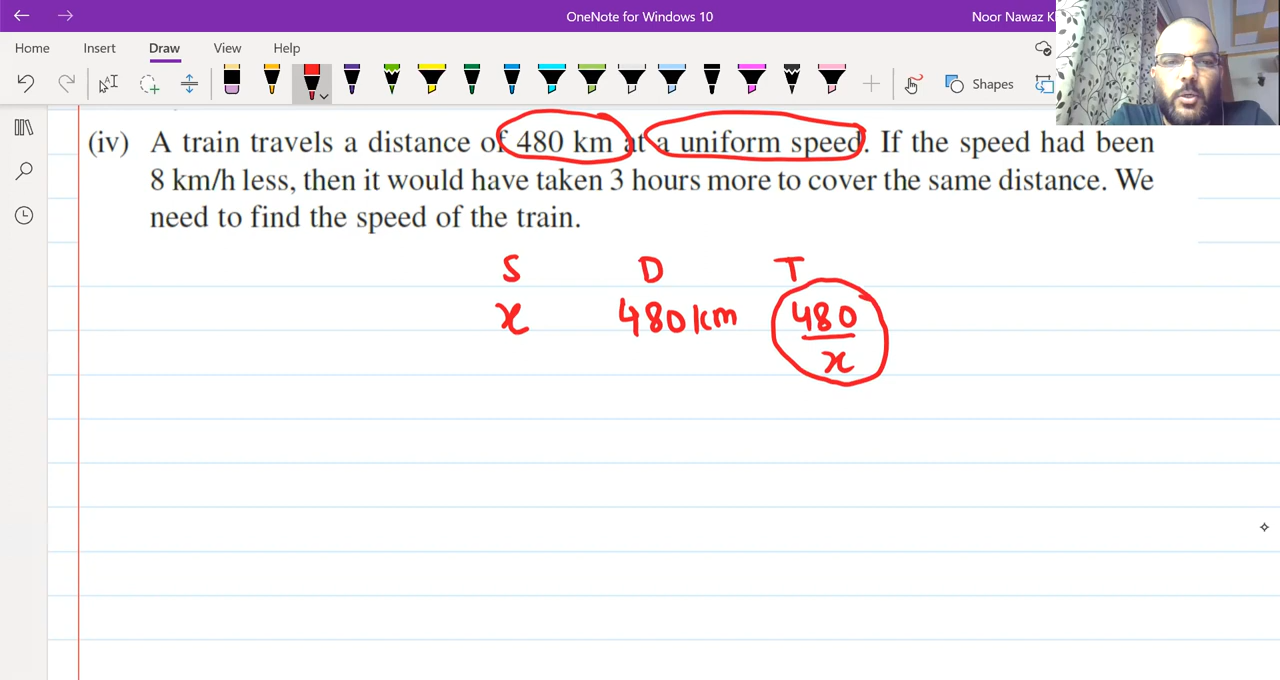 OneNote for Windows 10
Noor Nawaz K
Home Insert Draw View Help
Shapes
(iv) A train travels a distance of 480 km at a uniform speed. If the speed had been
8 km/h less, then it would have taken 3 hours more to cover the same distance. We
need to find the speed of the train.
S D T
x 480km 480
x